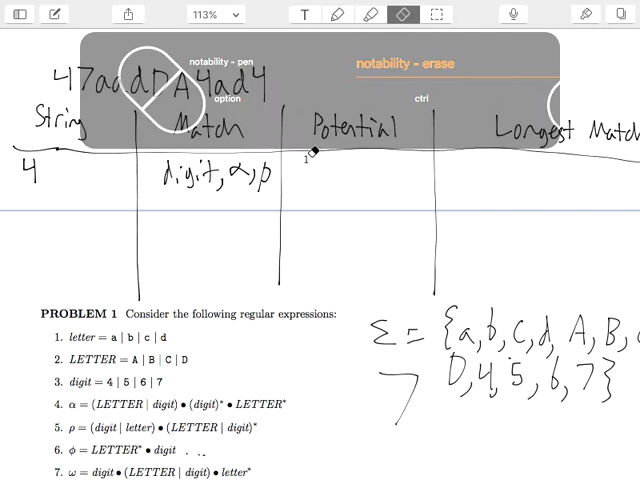 113%
T
notability - pen
notability - erase
option
ctrl
47aadDA4ad4
String Match Potential Longest Match
4 digit, α, ρ
PROBLEM 1 Consider the following regular expressions:
1. letter = a | b | c | d
2. LETTER = A | B | C | D
3. digit = 4 | 5 | 6 | 7
4. α = (LETTER | digit) • (digit)* • LETTER*
5. ρ = (digit | letter) • (LETTER | digit)*
6. ϕ = LETTER* • digit
7. ω = digit • (LETTER | digit) • letter*
Σ = {a, b, C, d, A, B, C
D, 4, 5, 6, 7}